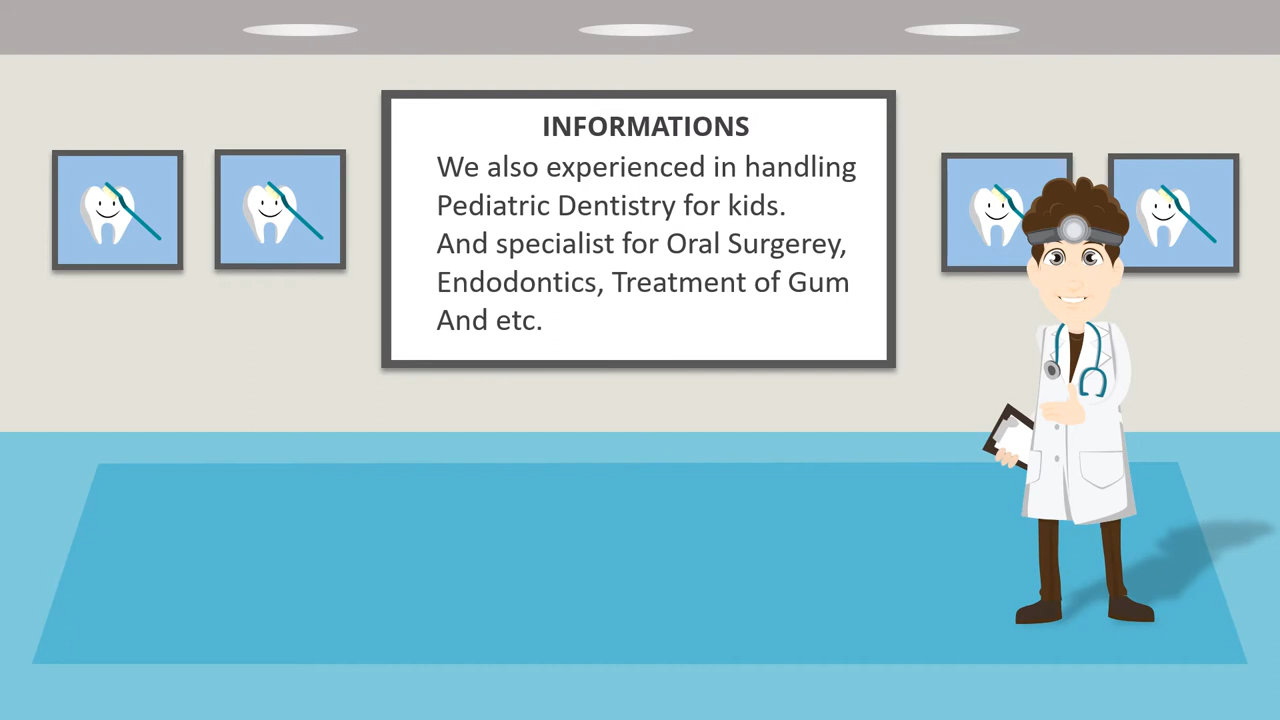 INFORMATIONS
We also experienced in handling
Pediatric Dentistry for kids.
And specialist for Oral Surgerey,
Endodontics, Treatment of Gum
And etc.